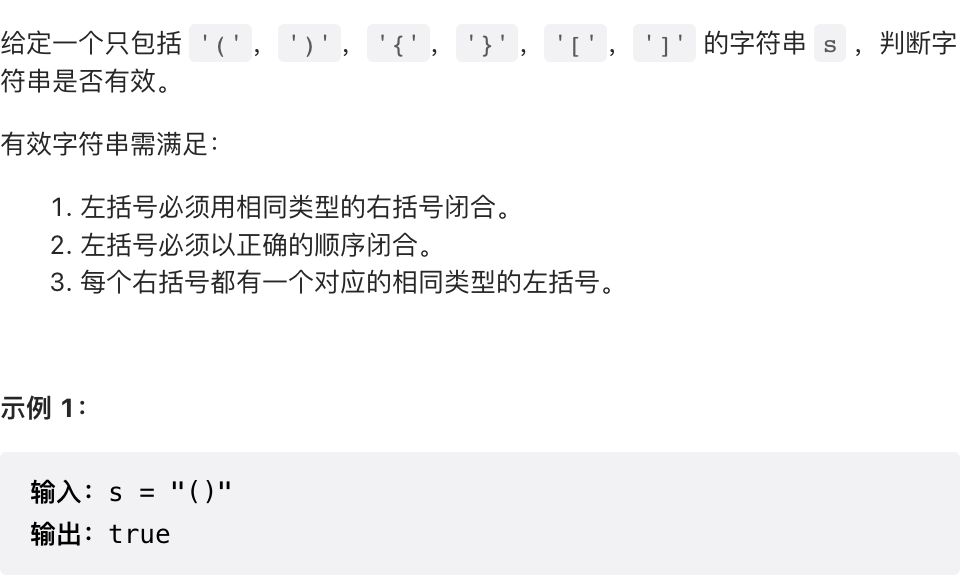 给定一个只包括 '('，')'，'{'，'}'，'['，']' 的字符串 s ，判断字
符串是否有效。
有效字符串需满足：
1. 左括号必须用相同类型的右括号闭合。
2. 左括号必须以正确的顺序闭合。
3. 每个右括号都有一个对应的相同类型的左括号。
示例 1：
输入：s = "()"
输出：true